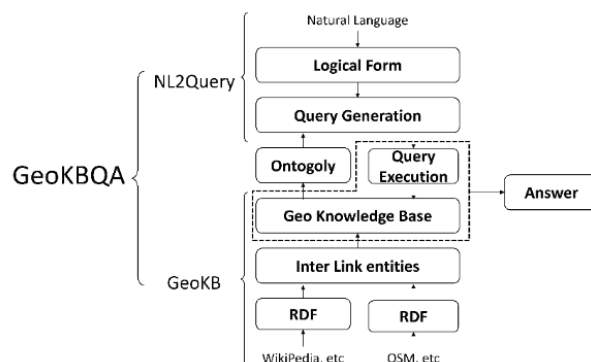 Natural Language
NL2Query
Logical Form
Query Generation
GeoKBQA
Ontogoly
Query
Execution
Answer
Geo Knowledge Base
GeoKB
Inter Link entities
RDF
RDF
WikiPedia, etc
OSM, etc